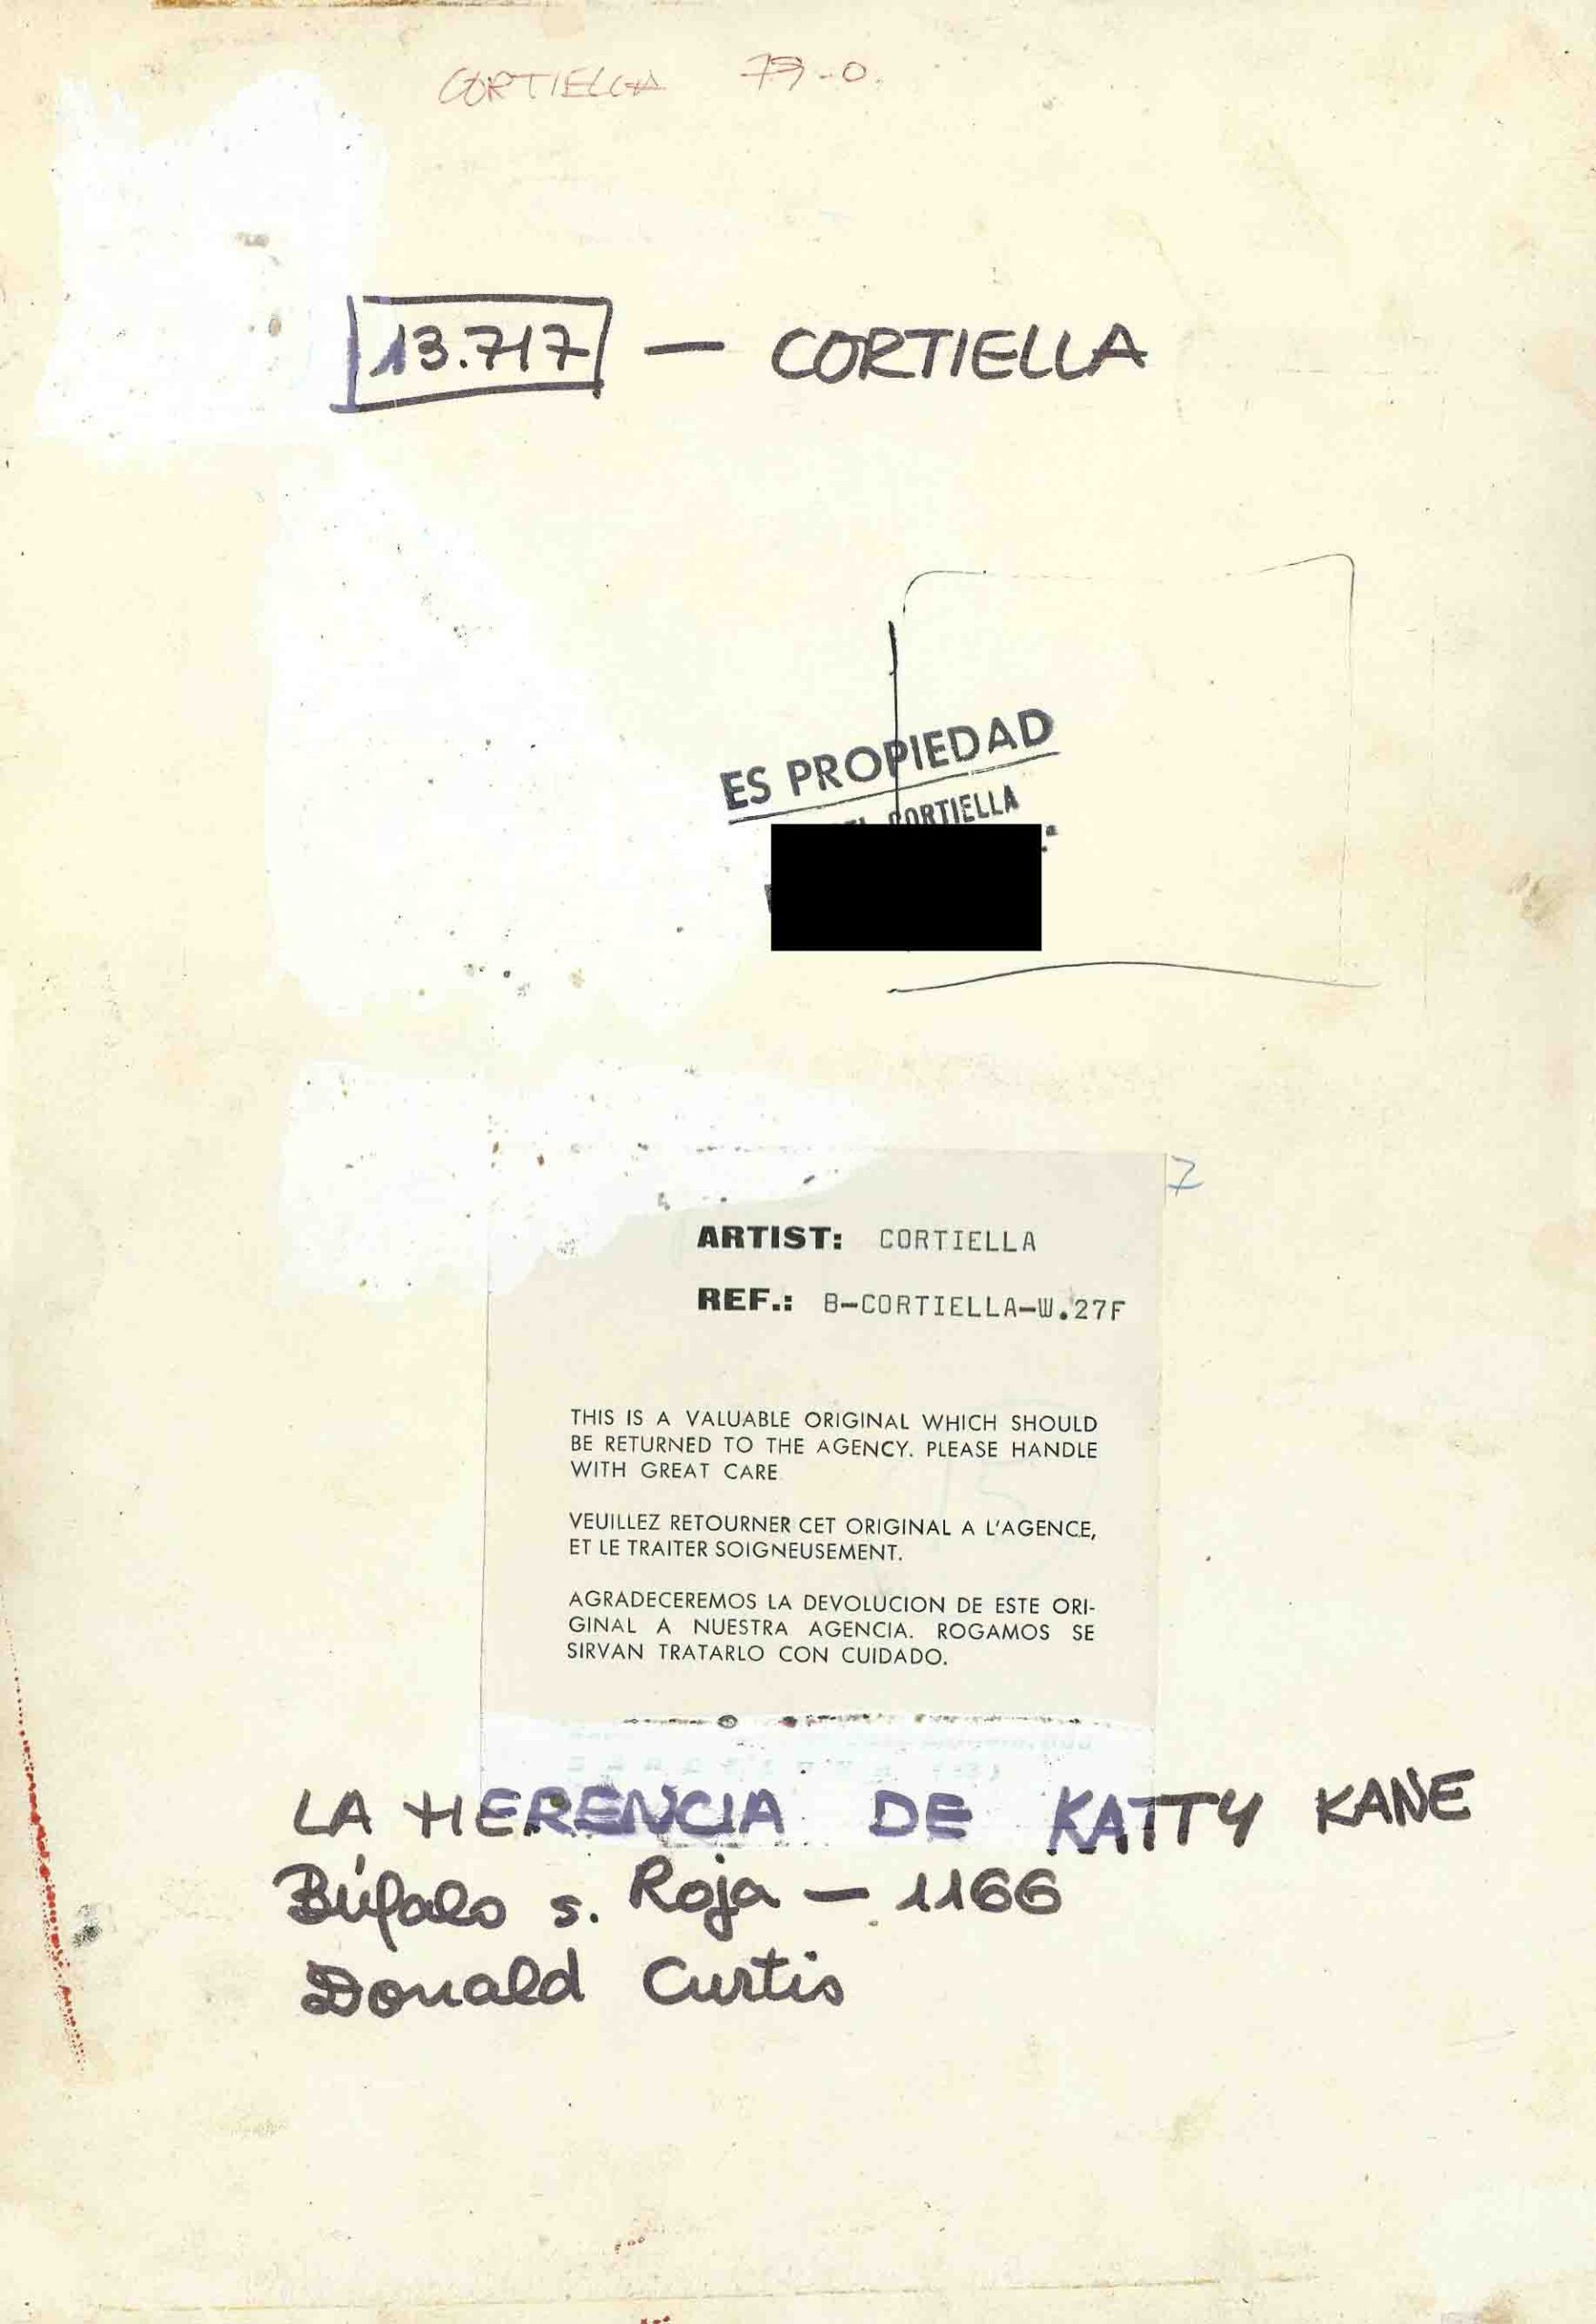 CORTIELLA 79-0.
13.717 — CORTIELLA
ES PROPIEDAD
CORTIELLA
7
ARTIST: CORTIELLA
REF.: B-CORTIELLA-W.27F
THIS IS A VALUABLE ORIGINAL WHICH SHOULD
BE RETURNED TO THE AGENCY. PLEASE HANDLE
WITH GREAT CARE
VEUILLEZ RETOURNER CET ORIGINAL A L'AGENCE,
ET LE TRAITER SOIGNEUSEMENT.
AGRADECEREMOS LA DEVOLUCION DE ESTE ORI-
GINAL A NUESTRA AGENCIA. ROGAMOS SE
SIRVAN TRATARLO CON CUIDADO.
LA HERENCIA DE KATTY KANE
Búfalo s. Roja — 1166
Donald Curtis